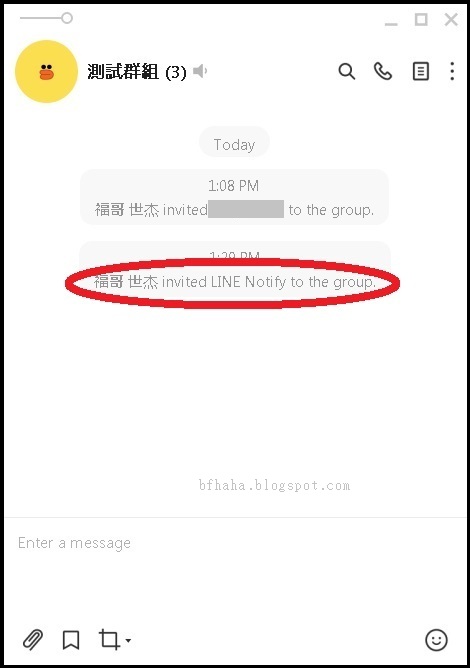 測試群組 (3)
Today
1:08 PM
福哥 世杰 invited to the group.
1:29 PM
福哥 世杰 invited LINE Notify to the group.
bfhaha.blogspot.com
Enter a message